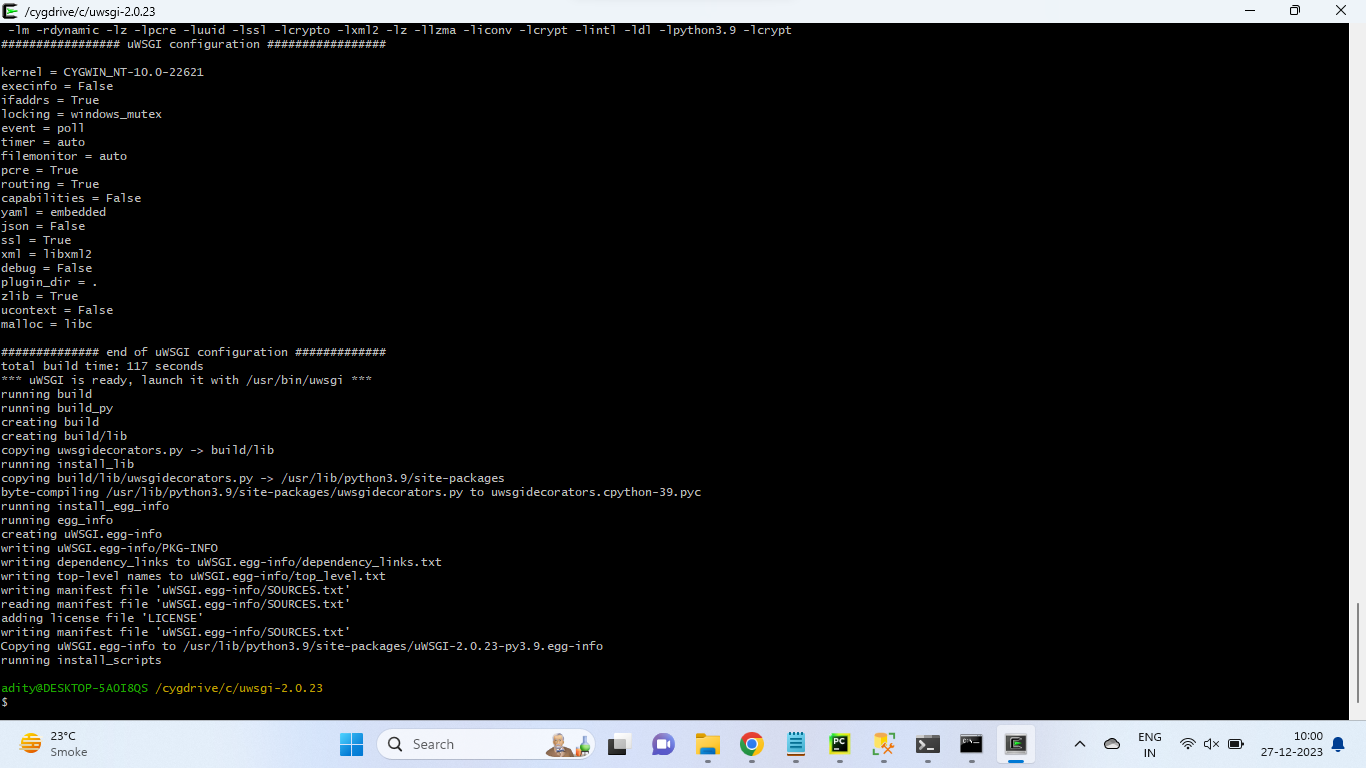 /cygdrive/c/uwsgi-2.0.23
-lm -rdynamic -lz -lpcre -luuid -lssl -lcrypto -lxml2 -lz -llzma -liconv -lcrypt -lintl -ldl -lpython3.9 -lcrypt
################# uWSGI configuration #################
kernel = CYGWIN_NT-10.0-22621
execinfo = False
ifaddrs = True
locking = windows_mutex
event = poll
timer = auto
filemonitor = auto
pcre = True
routing = True
capabilities = False
yaml = embedded
json = False
ssl = True
xml = libxml2
debug = False
plugin_dir = .
zlib = True
ucontext = False
malloc = libc
############## end of uWSGI configuration #############
total build time: 117 seconds
*** uWSGI is ready, launch it with /usr/bin/uwsgi ***
running build
running build_py
creating build
creating build/lib
copying uwsgidecorators.py -> build/lib
running install_lib
copying build/lib/uwsgidecorators.py -> /usr/lib/python3.9/site-packages
byte-compiling /usr/lib/python3.9/site-packages/uwsgidecorators.py to uwsgidecorators.cpython-39.pyc
running install_egg_info
running egg_info
creating uWSGI.egg-info
writing uWSGI.egg-info/PKG-INFO
writing dependency_links to uWSGI.egg-info/dependency_links.txt
writing top-level names to uWSGI.egg-info/top_level.txt
writing manifest file 'uWSGI.egg-info/SOURCES.txt'
reading manifest file 'uWSGI.egg-info/SOURCES.txt'
adding license file 'LICENSE'
writing manifest file 'uWSGI.egg-info/SOURCES.txt'
Copying uWSGI.egg-info to /usr/lib/python3.9/site-packages/uWSGI-2.0.23-py3.9.egg-info
running install_scripts
adity@DESKTOP-5AOI8QS /cygdrive/c/uwsgi-2.0.23
$
23°C
Smoke
Search
PC
ENG
IN
10:00
27-12-2023